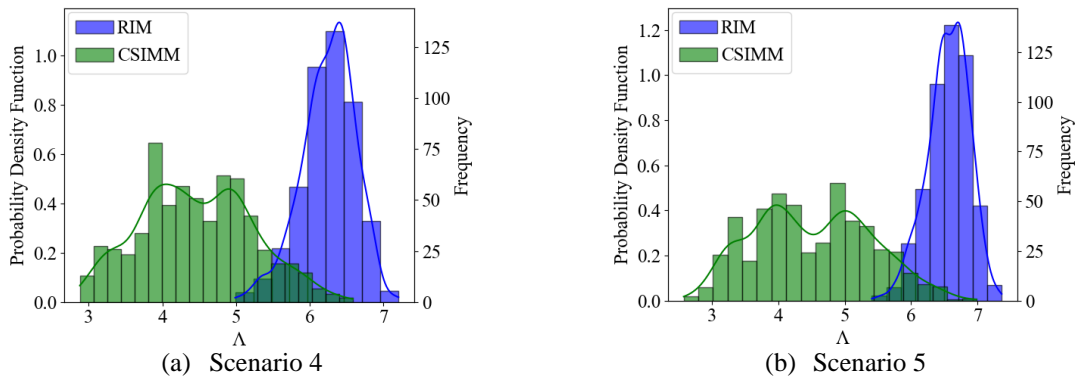 RIM
CSIMM
Probability Density Function
1.0
0.8
0.6
0.4
0.2
0.0
125
100
75
50
25
0
Frequency
3 4 5 6 7
Λ
(a) Scenario 4
RIM
CSIMM
Probability Density Function
1.2
1.0
0.8
0.6
0.4
0.2
0.0
125
100
75
50
25
0
Frequency
3 4 5 6 7
Λ
(b) Scenario 5